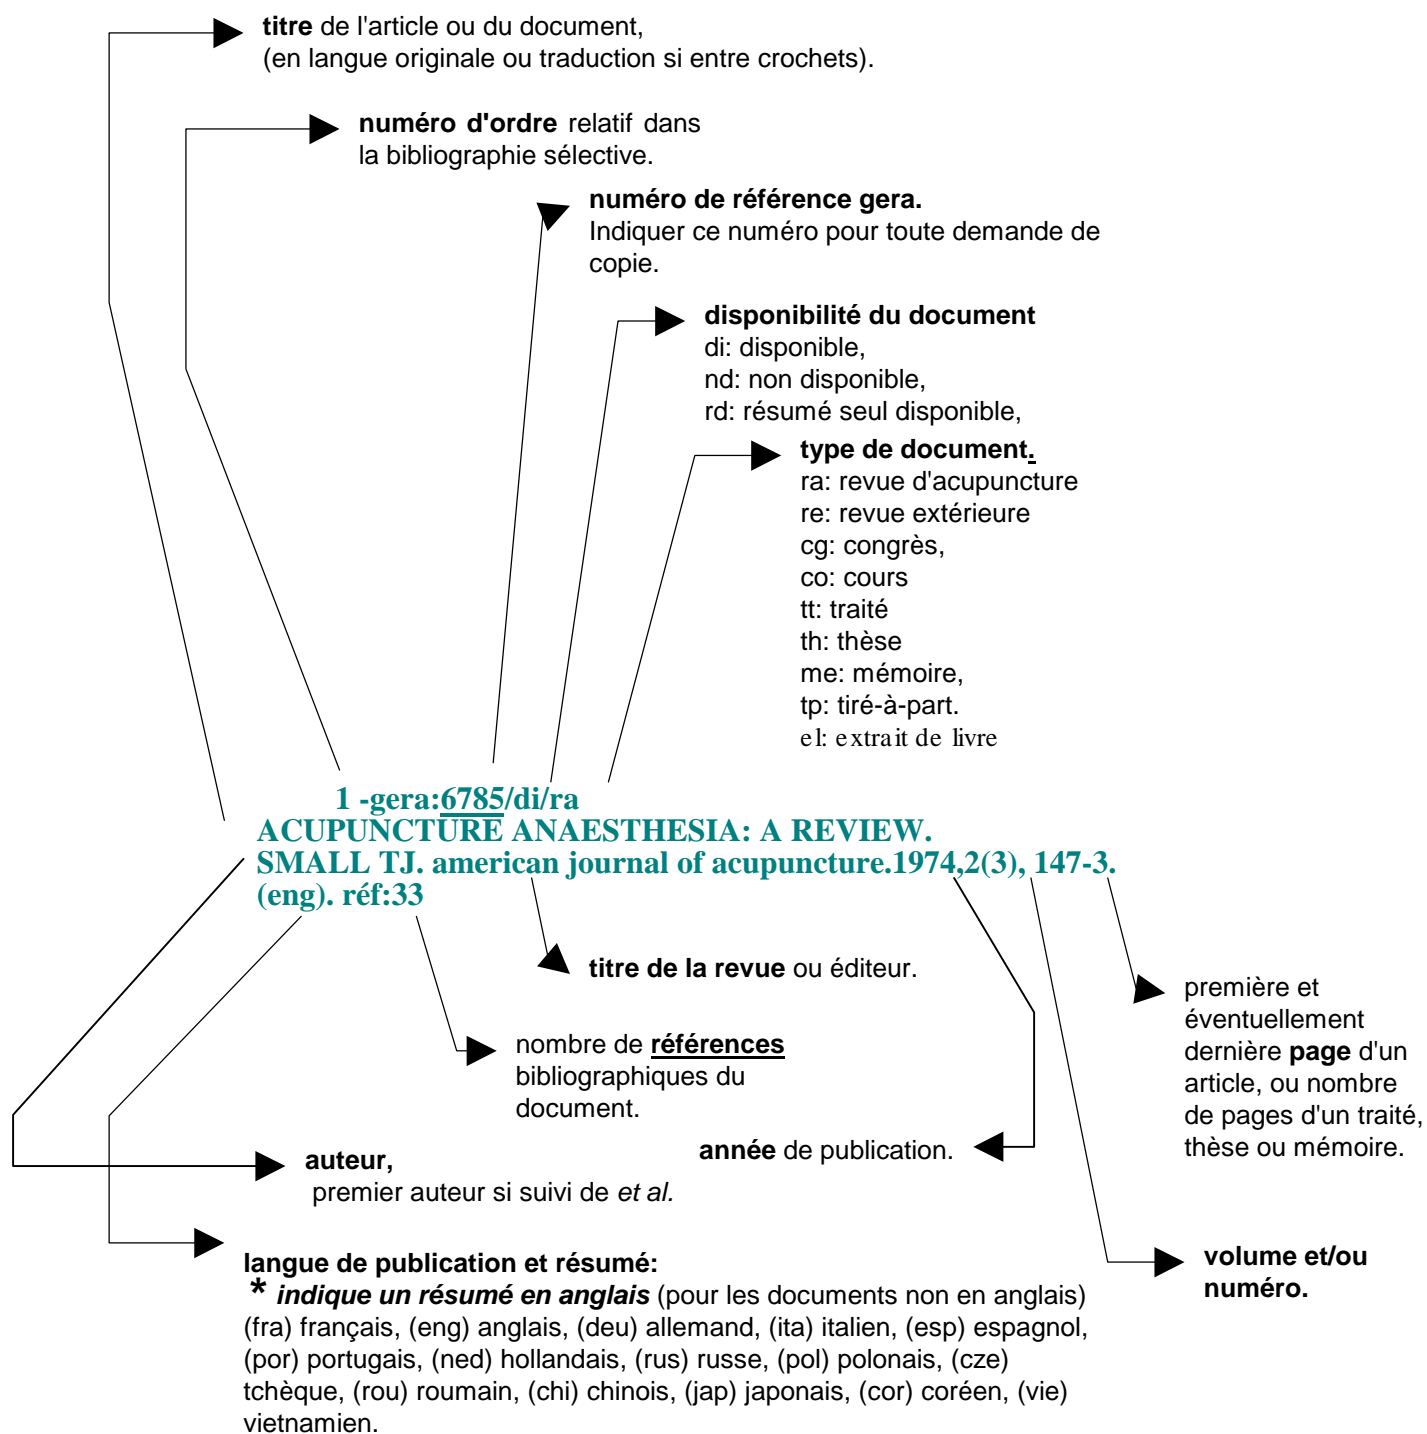 titre de l'article ou du document,
(en langue originale ou traduction si entre crochets).
numéro d'ordre relatif dans
la bibliographie sélective.
numéro de référence gera.
Indiquer ce numéro pour toute demande de
copie.
disponibilité du document
di: disponible,
nd: non disponible,
rd: résumé seul disponible,
type de document.
ra: revue d'acupuncture
re: revue extérieure
cg: congrès,
co: cours
tt: traité
th: thèse
me: mémoire,
tp: tiré-à-part.
el: extrait de livre
1 -gera:6785/di/ra
ACUPUNCTURE ANAESTHESIA: A REVIEW.
SMALL TJ. american journal of acupuncture.1974,2(3), 147-3.
(eng). réf:33
titre de la revue ou éditeur.
première et
éventuellement
dernière page d'un
article, ou nombre
de pages d'un traité,
thèse ou mémoire.
nombre de références
bibliographiques du
document.
année de publication.
auteur,
premier auteur si suivi de et al.
volume et/ou
numéro.
langue de publication et résumé:
* indique un résumé en anglais (pour les documents non en anglais)
(fra) français, (eng) anglais, (deu) allemand, (ita) italien, (esp) espagnol,
(por) portugais, (ned) hollandais, (rus) russe, (pol) polonais, (cze)
tchèque, (rou) roumain, (chi) chinois, (jap) japonais, (cor) coréen, (vie)
vietnamien.